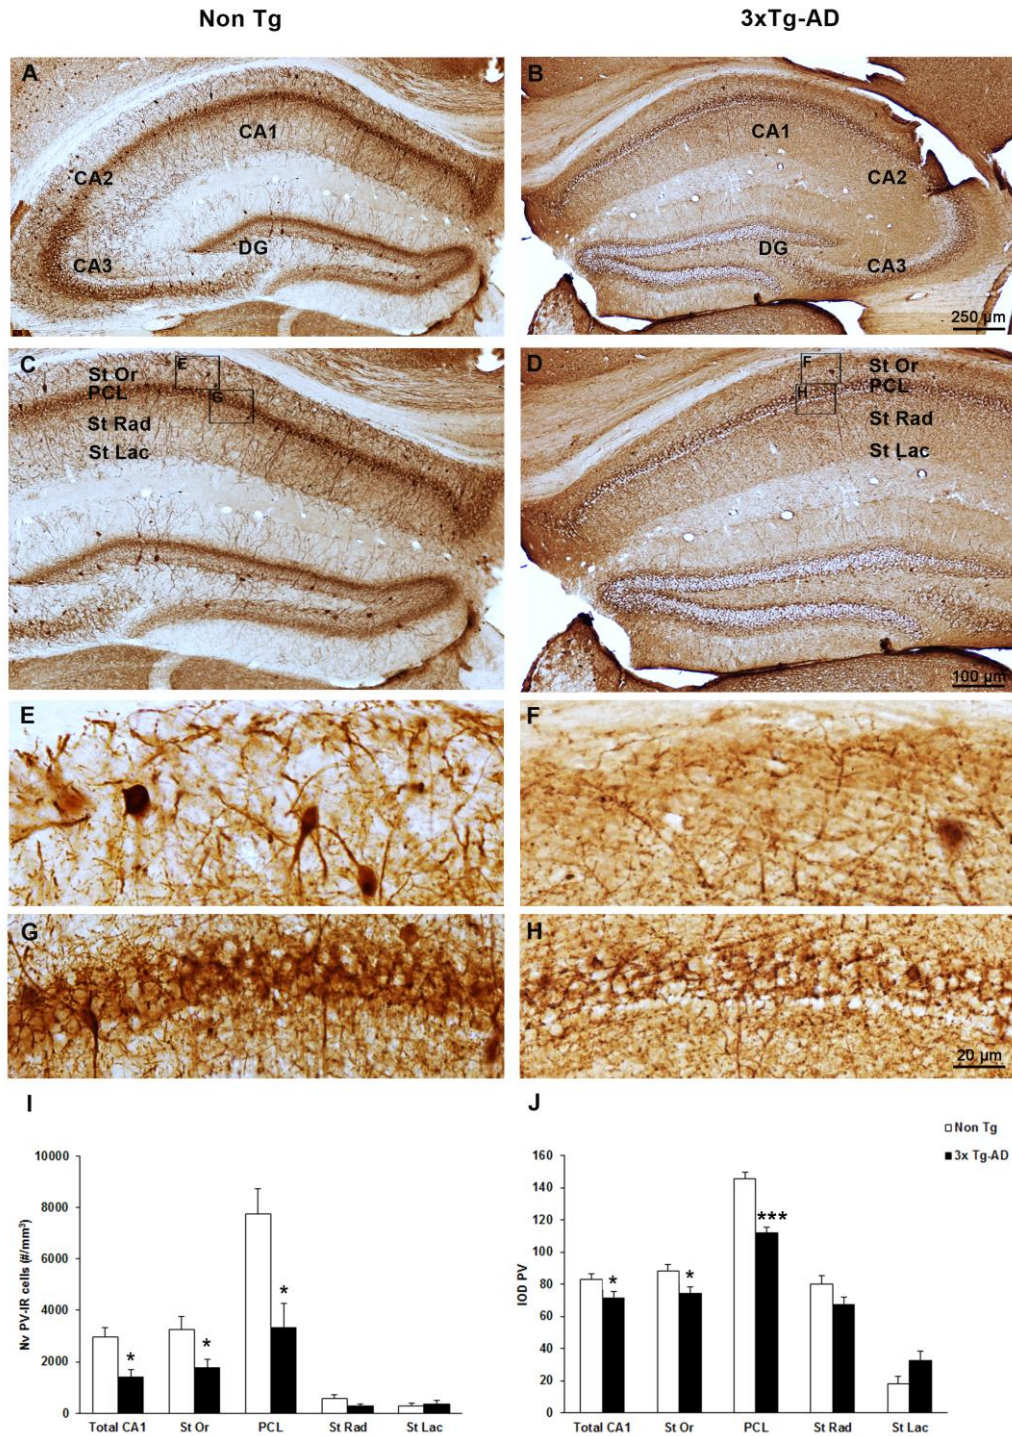 Non Tg
3xTg-AD
A
CA1
CA2
CA3
DG
B
CA1
CA2
DG
CA3
250 µm
C
E
G
St Or
PCL
St Rad
St Lac
D
F
H
St Or
PCL
St Rad
St Lac
100 µm
E
F
G
H
20 µm
I
Nv PV-IR cells (#/mm³)
10000
8000
6000
4000
2000
0
*
*
*
Total CA1
St Or
PCL
St Rad
St Lac
J
Non Tg
3x Tg-AD
IOD PV
160
140
120
100
80
60
40
20
0
*
*
***
Total CA1
St Or
PCL
St Rad
St Lac